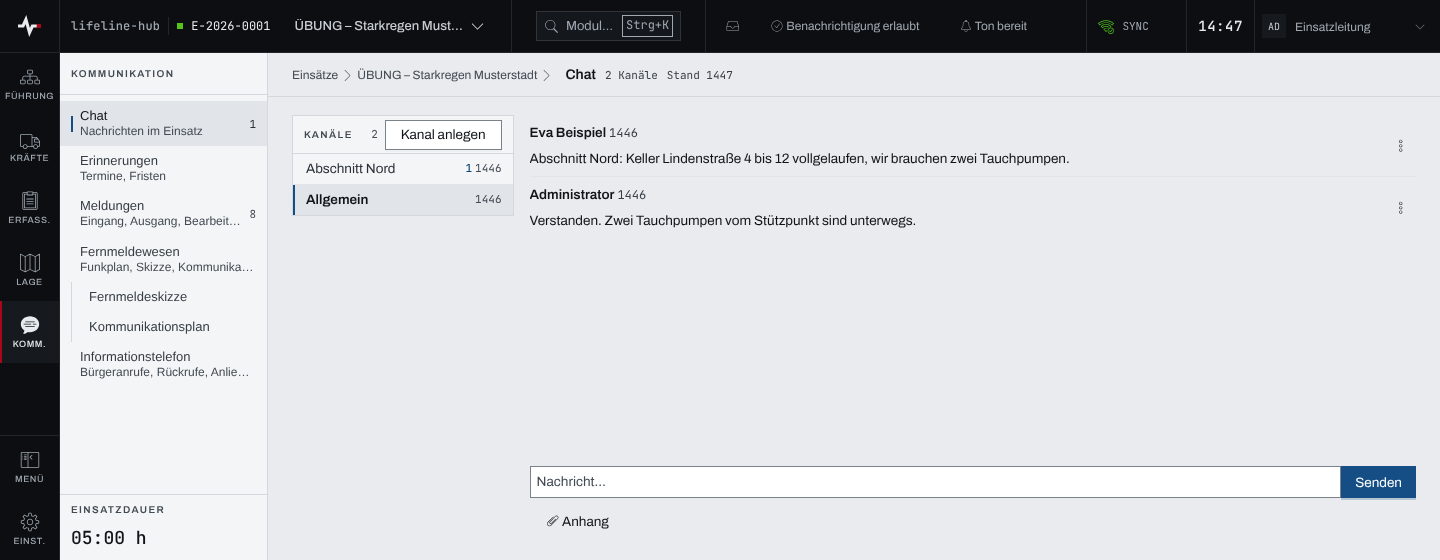 lifeline-hub E-2026-0001 ÜBUNG – Starkregen Must... Modul... Strg+K Benachrichtigung erlaubt Ton bereit SYNC 14:47 AD Einsatzleitung
FÜHRUNG
KRÄFTE
ERFASS.
LAGE
KOMM.
MENÜ
EINST.
KOMMUNIKATION
Chat
Nachrichten im Einsatz 1
Erinnerungen
Termine, Fristen
Meldungen
Eingang, Ausgang, Bearbeit... 8
Fernmeldewesen
Funkplan, Skizze, Kommunika...
Fernmeldeskizze
Kommunikationsplan
Informationstelefon
Bürgeranrufe, Rückrufe, Anlie...
EINSATZDAUER
05:00 h
Einsätze ÜBUNG – Starkregen Musterstadt Chat 2 Kanäle Stand 1447
KANÄLE 2 Kanal anlegen
Abschnitt Nord 1 1446
Allgemein 1446
Eva Beispiel 1446
Abschnitt Nord: Keller Lindenstraße 4 bis 12 vollgelaufen, wir brauchen zwei Tauchpumpen.
Administrator 1446
Verstanden. Zwei Tauchpumpen vom Stützpunkt sind unterwegs.
Nachricht... Senden
Anhang